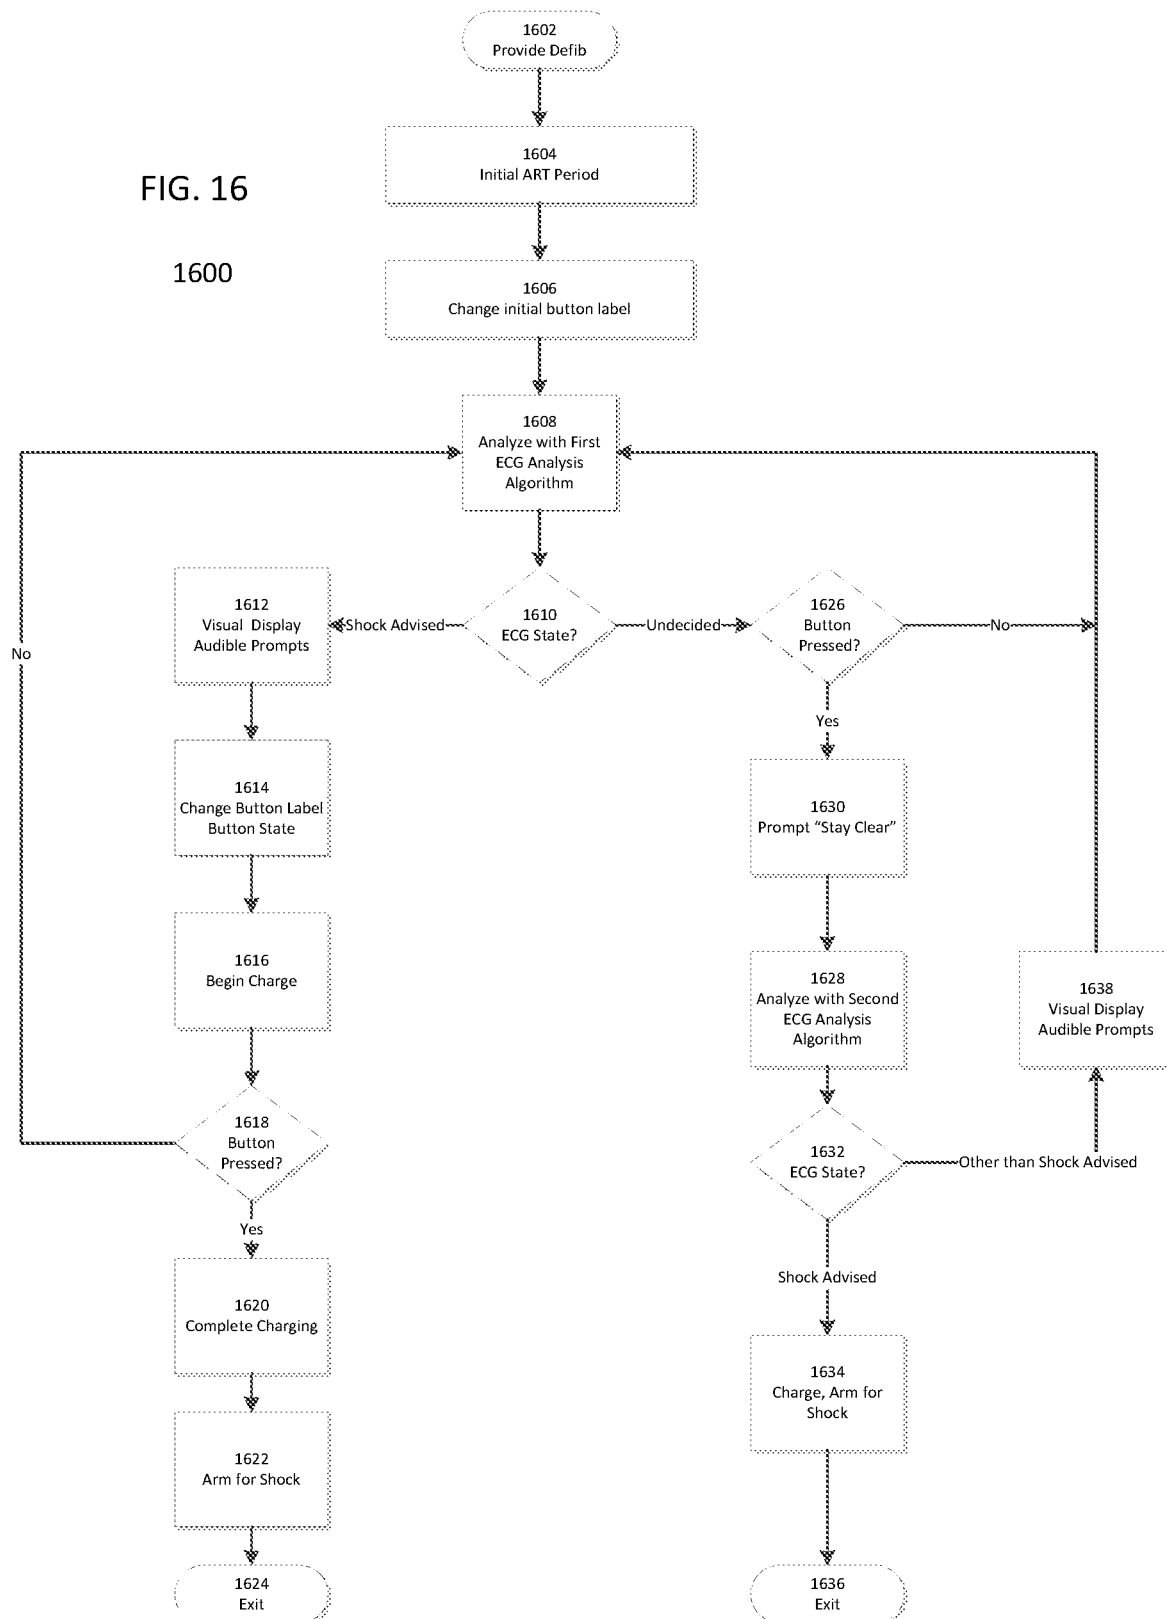 1602
Provide Defib
1604
Initial ART Period
FIG. 16
1600
1606
Change initial button label
1608
Analyze with First
ECG Analysis
Algorithm
1612
Visual Display
Audible Prompts
Shock Advised
1610
ECG State?
Undecided
1626
Button
Pressed?
No
No
Yes
1614
Change Button Label
Button State
1630
Prompt “Stay Clear”
1616
Begin Charge
1628
Analyze with Second
ECG Analysis
Algorithm
1638
Visual Display
Audible Prompts
1618
Button
Pressed?
1632
ECG State?
Other than Shock Advised
Yes
Shock Advised
1620
Complete Charging
1634
Charge, Arm for
Shock
1622
Arm for Shock
1624
Exit
1636
Exit